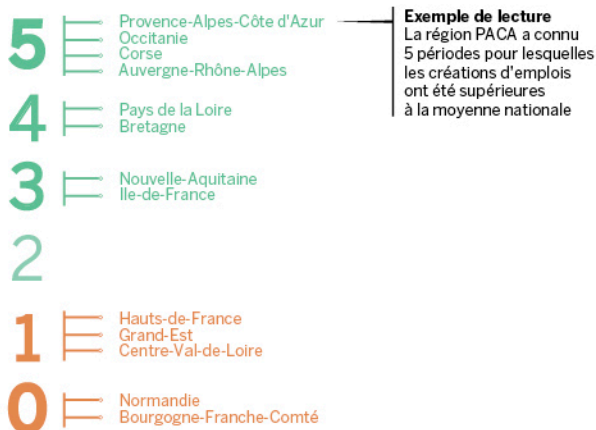 5
Provence-Alpes-Côte d'Azur
Occitanie
Corse
Auvergne-Rhône-Alpes
Exemple de lecture
La région PACA a connu
5 périodes pour lesquelles
les créations d'emplois
ont été supérieures
à la moyenne nationale
4
Pays de la Loire
Bretagne
3
Nouvelle-Aquitaine
Ile-de-France
2
1
Hauts-de-France
Grand-Est
Centre-Val-de-Loire
0
Normandie
Bourgogne-Franche-Comté